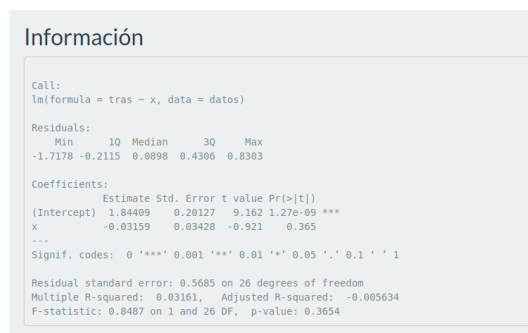 Información
Call:
lm(formula = tras ~ x, data = datos)
Residuals:
Min 1Q Median 3Q Max
-1.7178 -0.2115 0.0898 0.4306 0.8303
Coefficients:
Estimate Std. Error t value Pr(>|t|)
(Intercept) 1.84409 0.20127 9.162 1.27e-09 ***
x -0.03159 0.03428 -0.921 0.365
---
Signif. codes: 0 ‘***’ 0.001 ‘**’ 0.01 ‘*’ 0.05 ‘.’ 0.1 ‘ ’ 1
Residual standard error: 0.5685 on 26 degrees of freedom
Multiple R-squared: 0.03161, Adjusted R-squared: -0.005634
F-statistic: 0.8487 on 1 and 26 DF, p-value: 0.3654